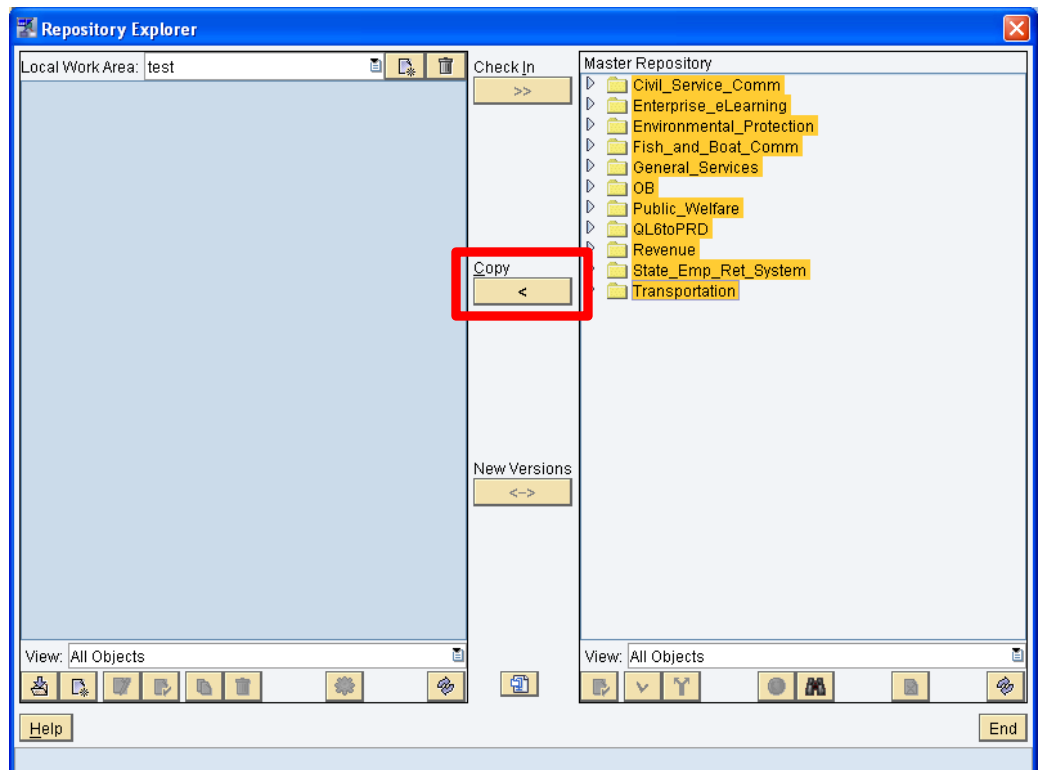 Repository Explorer
Local Work Area: test
Check In
>>
Copy
<
New Versions
<->
Master Repository
Civil_Service_Comm
Enterprise_eLearning
Environmental_Protection
Fish_and_Boat_Comm
General_Services
OB
Public_Welfare
QL6toPRD
Revenue
State_Emp_Ret_System
Transportation
View: All Objects
View: All Objects
Help
End